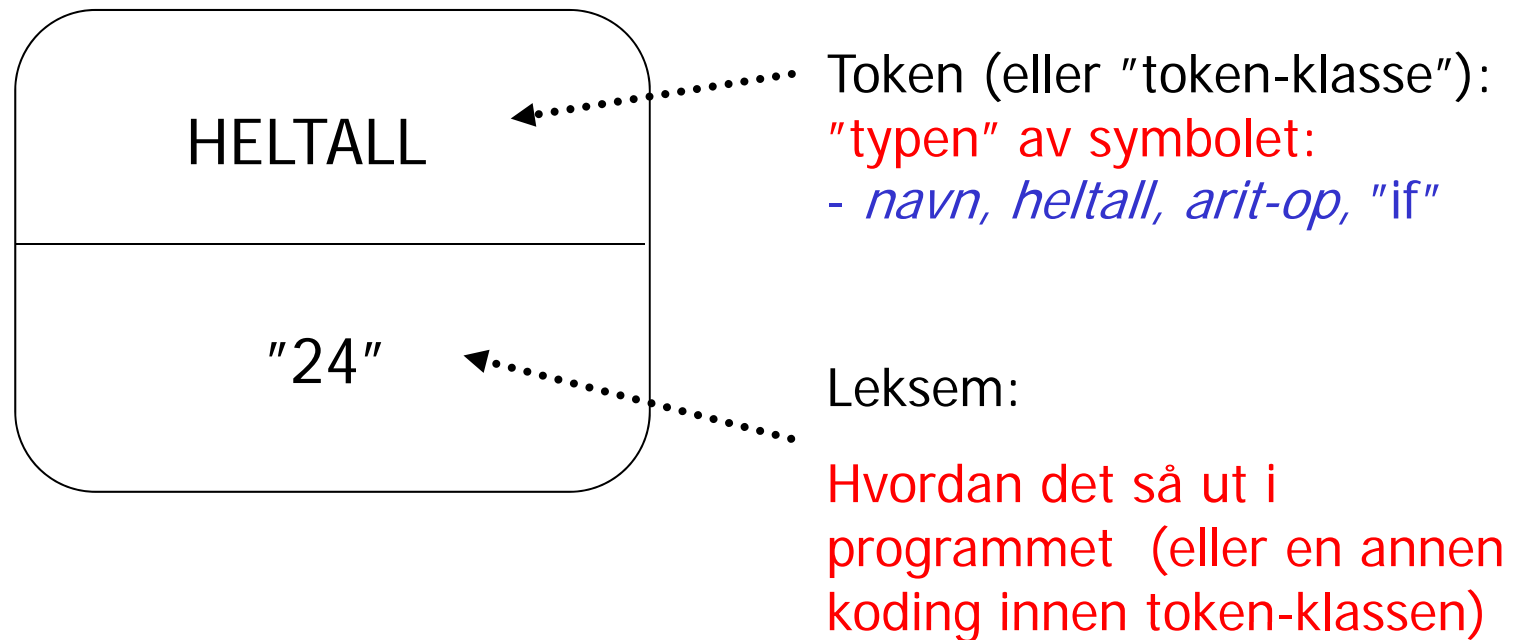 HELTALL
"24"
Token (eller "token-klasse"):
"typen" av symbolet:
- navn, heltall, arit-op, "if"
Leksem:
Hvordan det så ut i
programmet (eller en annen
koding innen token-klassen)